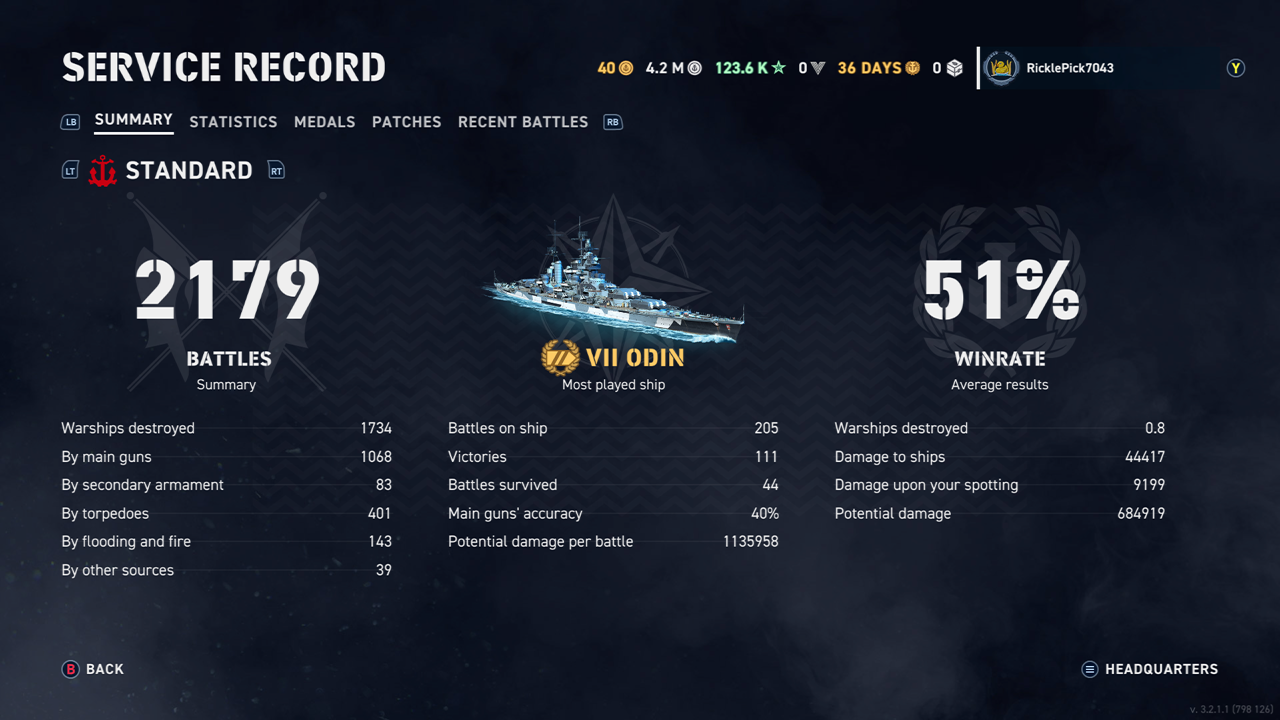 SERVICE RECORD
40 4.2 M 123.6 K 0 36 DAYS 0 RicklePick7043 Y
LB SUMMARY STATISTICS MEDALS PATCHES RECENT BATTLES RB
LT STANDARD RT
2179
BATTLES
Summary
Warships destroyed 1734
By main guns 1068
By secondary armament 83
By torpedoes 401
By flooding and fire 143
By other sources 39
VII ODIN
Most played ship
Battles on ship 205
Victories 111
Battles survived 44
Main guns' accuracy 40%
Potential damage per battle 1135958
51%
WINRATE
Average results
Warships destroyed 0.8
Damage to ships 44417
Damage upon your spotting 9199
Potential damage 684919
B BACK
HEADQUARTERS
v. 3.2.1.1 (798 126)